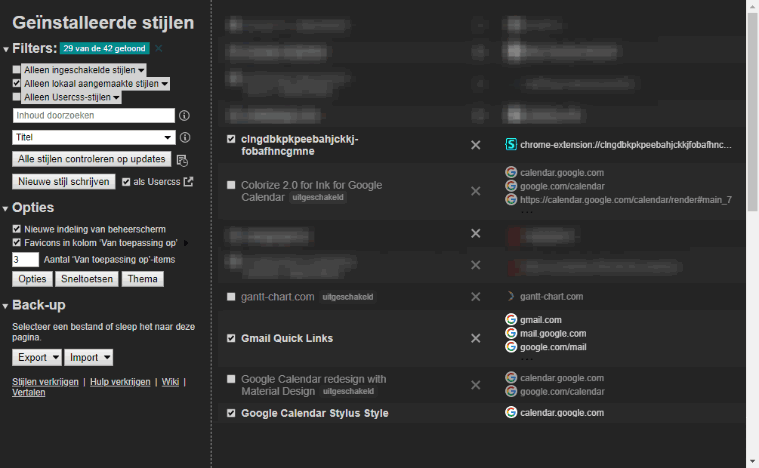 Geïnstalleerde stijlen
Filters: 29 van de 42 getoond
Alleen ingeschakelde stijlen
Alleen lokaal aangemaakte stijlen
Alleen Usercss-stijlen
Inhoud doorzoeken
Titel
Alle stijlen controleren op updates
Nieuwe stijl schrijven als Usercss
Opties
Nieuwe indeling van beheerscherm
Favicons in kolom 'Van toepassing op'
3 Aantal 'Van toepassing op'-items
Opties Sneltoetsen Thema
Back-up
Selecteer een bestand of sleep het naar deze
pagina.
Export Import
Stijlen verkrijgen | Hulp verkrijgen | Wiki |
Vertalen
clngdbkpkpeebahjckkj-
fobafhncgmne
chrome-extension://clngdbkpkpeebahjckkjfobafhnc...
Colorize 2.0 for Ink for Google
Calendar uitgeschakeld
calendar.google.com
google.com/calendar
https://calendar.google.com/calendar/render#main_7
...
gantt-chart.com uitgeschakeld
gantt-chart.com
Gmail Quick Links
gmail.com
mail.google.com
google.com/mail
...
Google Calendar redesign with
Material Design uitgeschakeld
calendar.google.com
google.com/calendar
Google Calendar Stylus Style
calendar.google.com